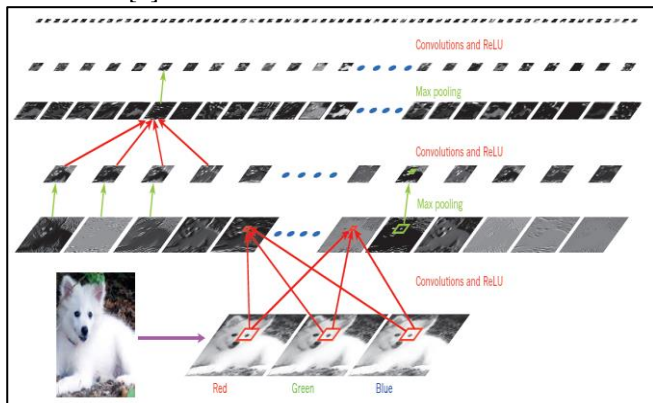 [ ]
Convolutions and ReLU
Max pooling
Convolutions and ReLU
Max pooling
Convolutions and ReLU
Red Green Blue